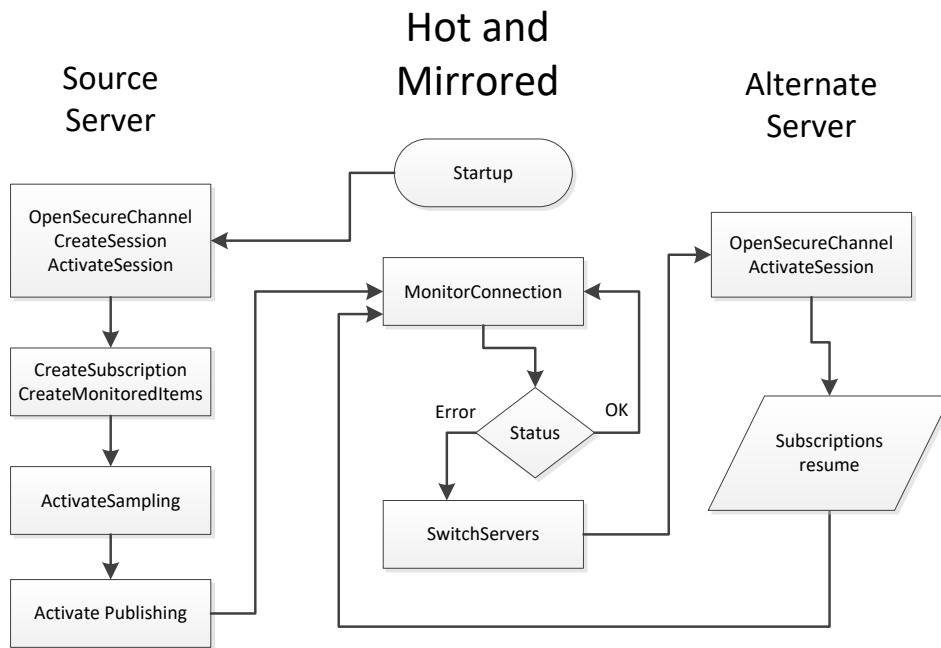 Hot and
Mirrored
Source
Server
Alternate
Server
Startup
OpenSecureChannel
CreateSession
ActivateSession
OpenSecureChannel
ActivateSession
MonitorConnection
CreateSubscription
CreateMonitoredItems
Error
OK
Status
Subscriptions
resume
ActivateSampling
SwitchServers
Activate Publishing